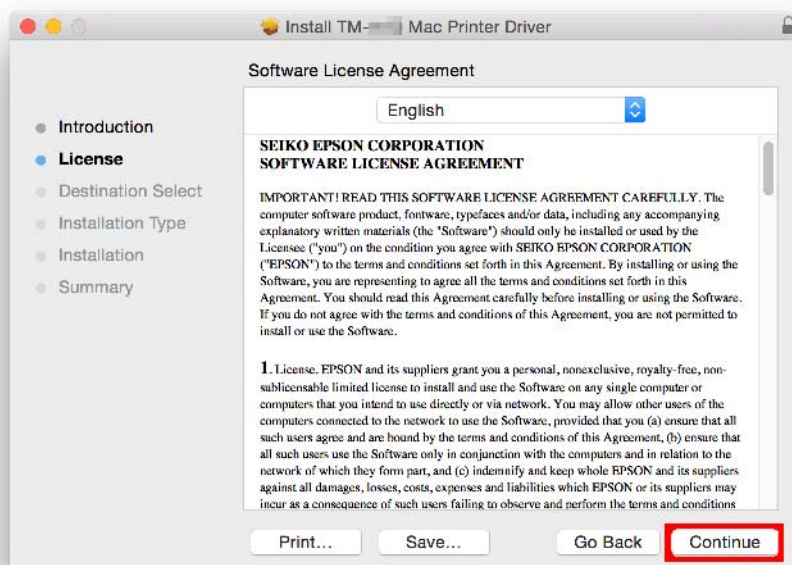 Install TM- Mac Printer Driver
Software License Agreement
Introduction
License
Destination Select
Installation Type
Installation
Summary
English
SEIKO EPSON CORPORATION
SOFTWARE LICENSE AGREEMENT
IMPORTANT! READ THIS SOFTWARE LICENSE AGREEMENT CAREFULLY. The
computer software product, fontware, typefaces and/or data, including any accompanying
explanatory written materials (the "Software") should only be installed or used by the
Licensee ("you") on the condition you agree with SEIKO EPSON CORPORATION
("EPSON") to the terms and conditions set forth in this Agreement. By installing or using the
Software, you are representing to agree all the terms and conditions set forth in this
Agreement. You should read this Agreement carefully before installing or using the Software.
If you do not agree with the terms and conditions of this Agreement, you are not permitted to
install or use the Software.
1. License. EPSON and its suppliers grant you a personal, nonexclusive, royalty-free, non-
sublicensable limited license to install and use the Software on any single computer or
computers that you intend to use directly or via network. You may allow other users of the
computers connected to the network to use the Software, provided that you (a) ensure that all
such users agree and are bound by the terms and conditions of this Agreement, (b) ensure that
all such users use the Software only in conjunction with the computers and in relation to the
network of which they form part, and (c) indemnify and keep whole EPSON and its suppliers
against all damages, losses, costs, expenses and liabilities which EPSON or its suppliers may
incur as a consequence of such users failing to observe and perform the terms and conditions
Print...
Save...
Go Back
Continue